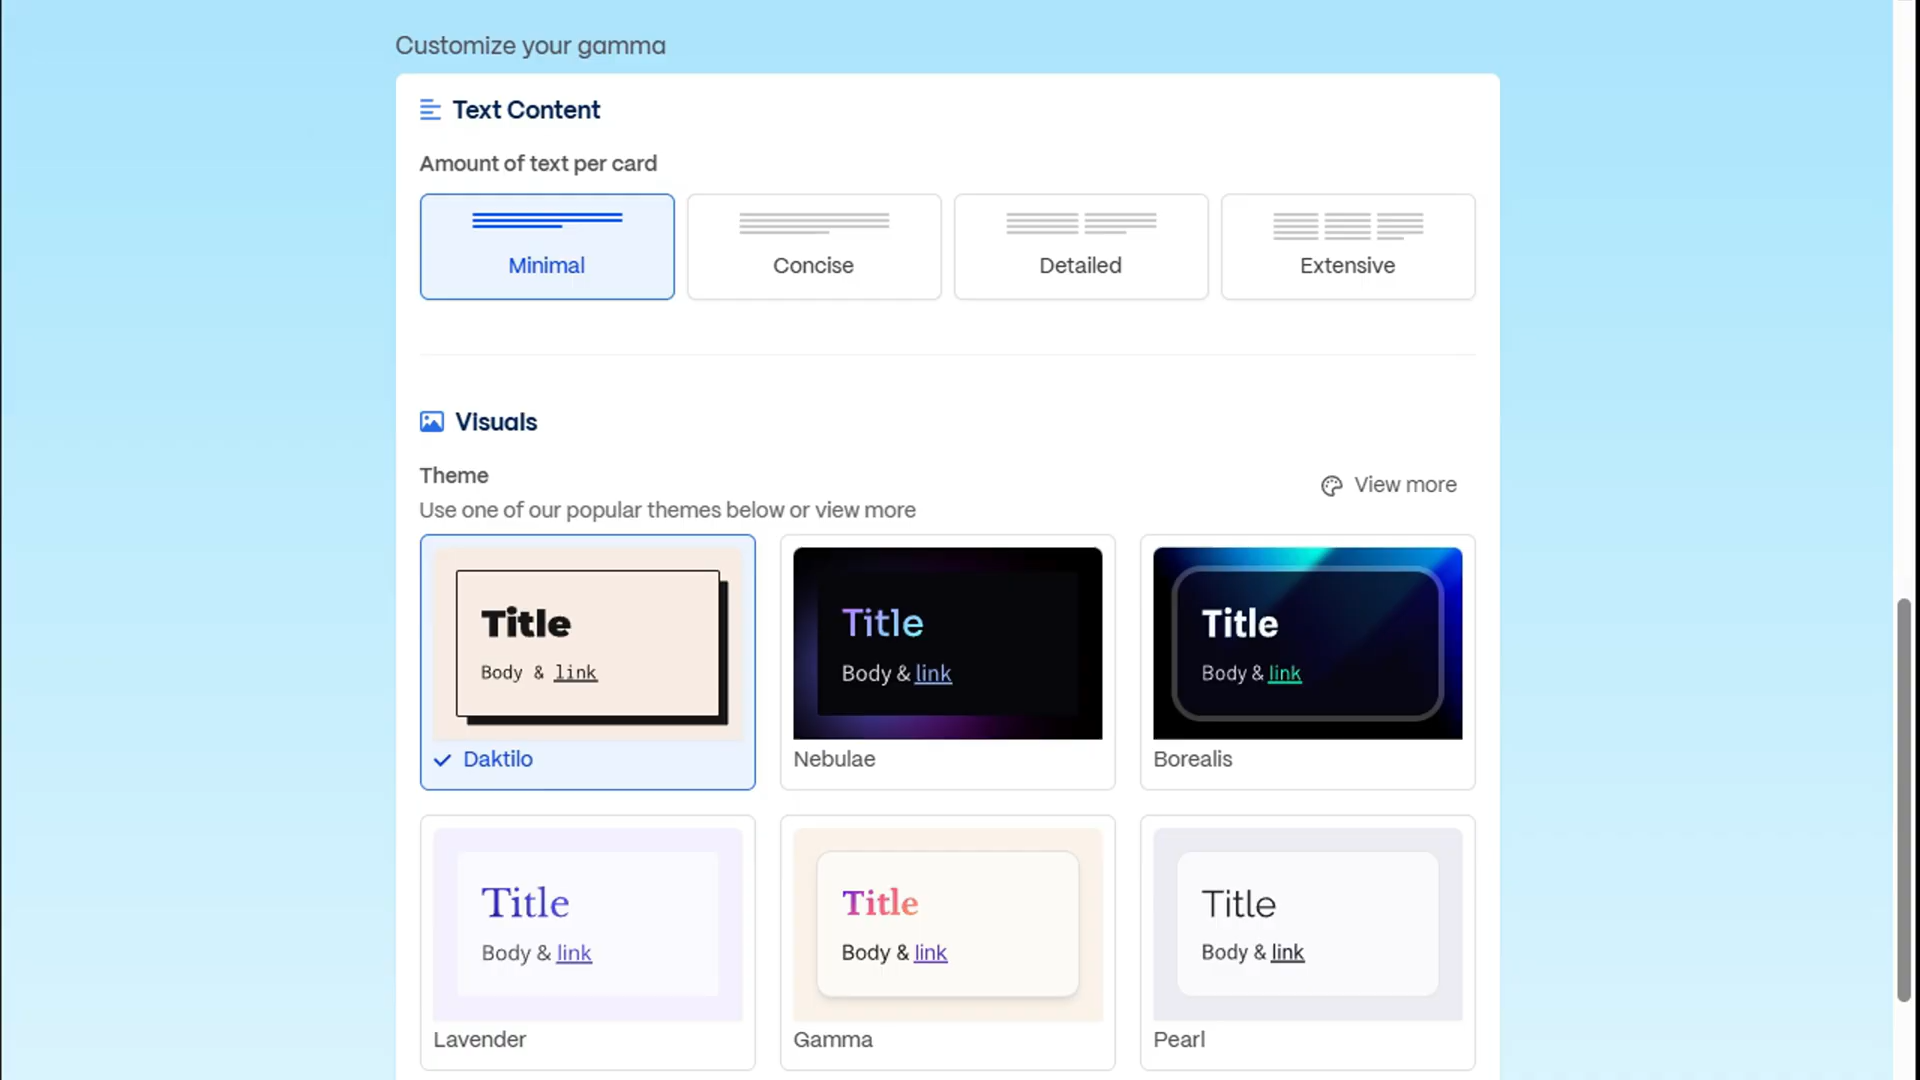 Customize your gamma
Text Content
Amount of text per card
Minimal
Concise
Detailed
Extensive
Visuals
Theme
View more
Use one of our popular themes below or view more
Title
Body & link
Daktilo
Title
Body & link
Nebulae
Title
Body & link
Borealis
Title
Body & link
Lavender
Title
Body & link
Gamma
Title
Body & link
Pearl